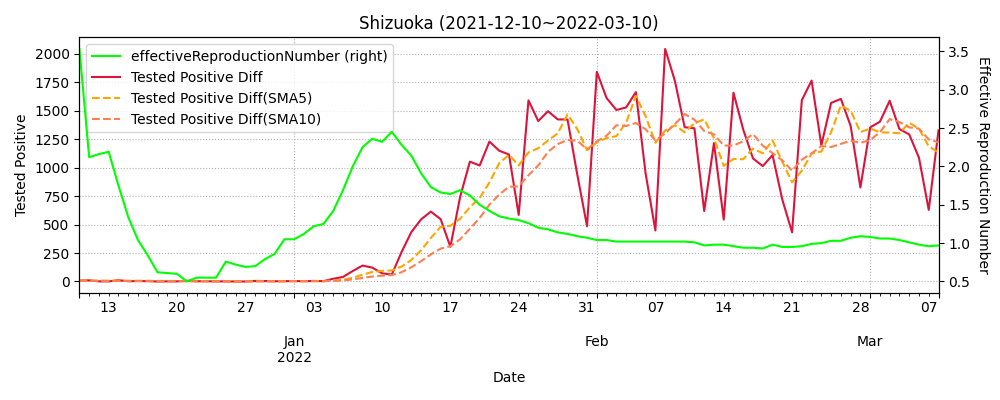 Shizuoka (2021-12-10~2022-03-10)
effectiveReproductionNumber (right)
Tested Positive Diff
Tested Positive Diff(SMA5)
Tested Positive Diff(SMA10)
Tested Positive
2000
1750
1500
1250
1000
750
500
250
0
3.5
3.0
2.5
2.0
1.5
1.0
0.5
Effective Reproduction Number
13 20 27 03 10 17 24 31 07 14 21 28 07
Jan Feb Mar
2022
Date